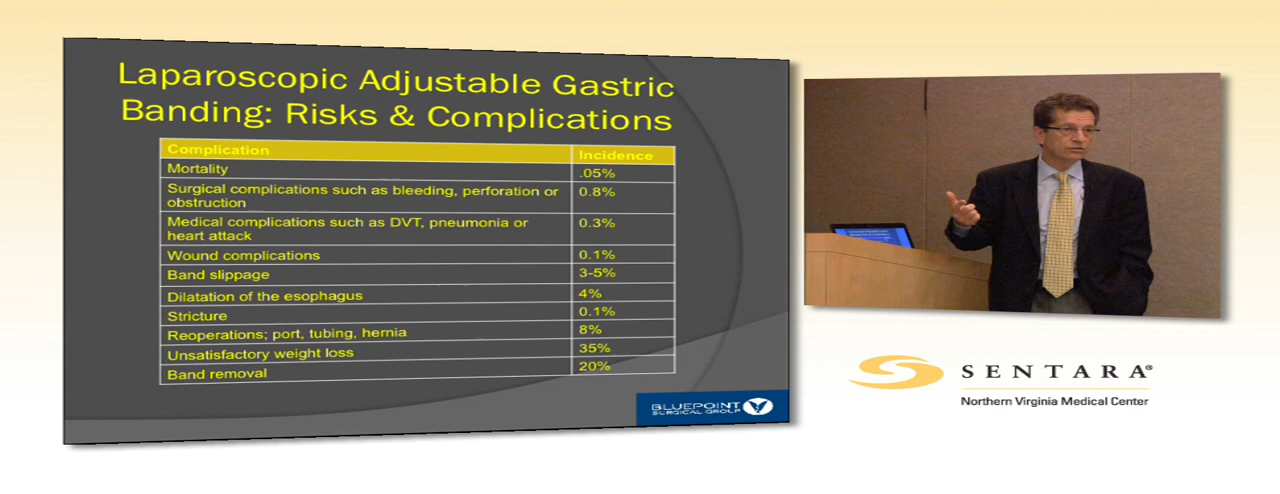 Laparoscopic Adjustable Gastric
Banding: Risks & Complications
Complication Incidence
Mortality .05%
Surgical complications such as bleeding, perforation or
obstruction 0.8%
Medical complications such as DVT, pneumonia or
heart attack 0.3%
Wound complications 0.1%
Band slippage 3-5%
Dilatation of the esophagus 4%
Stricture 0.1%
Reoperations; port, tubing, hernia 8%
Unsatisfactory weight loss 35%
Band removal 20%
BLUEPOINT
SURGICAL GROUP
SENTARA®
Northern Virginia Medical Center